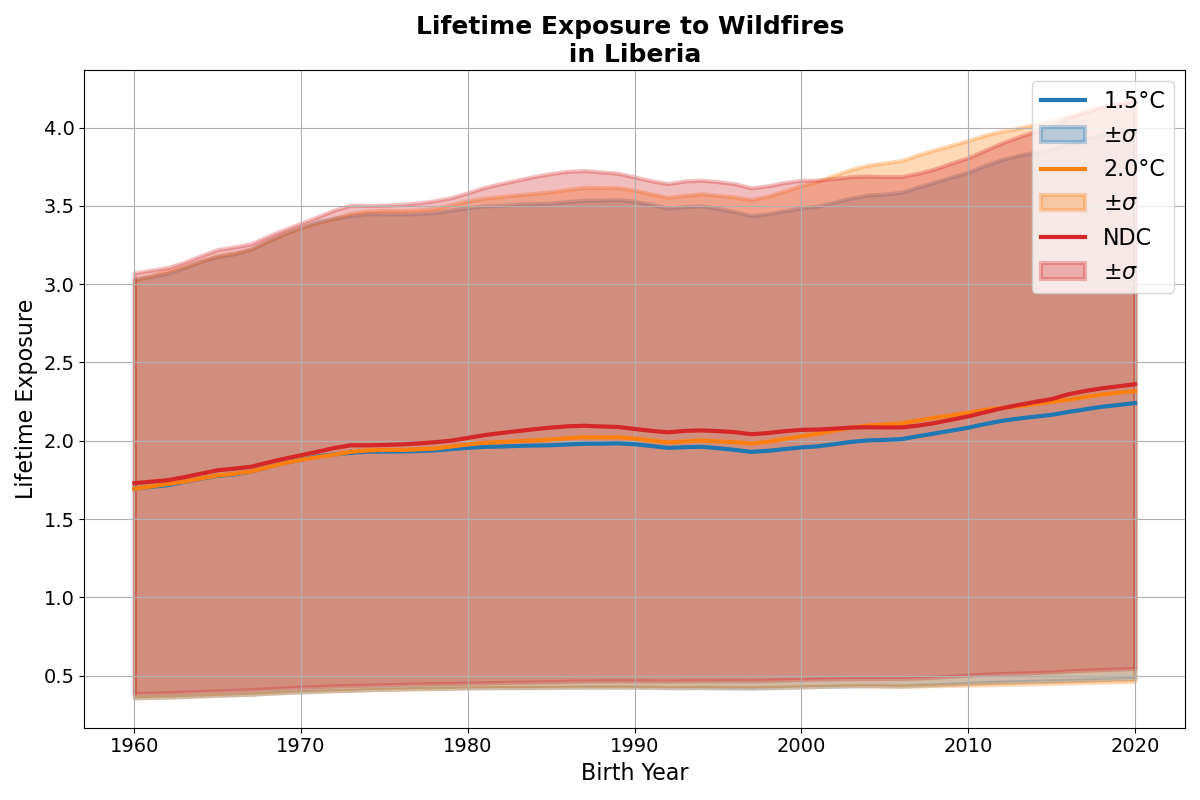 Lifetime Exposure to Wildfires
in Liberia
Lifetime Exposure
4.0
3.5
3.0
2.5
2.0
1.5
1.0
0.5
1960
1970
1980
1990
2000
2010
2020
Birth Year
1.5°C
±σ
2.0°C
±σ
NDC
±σ